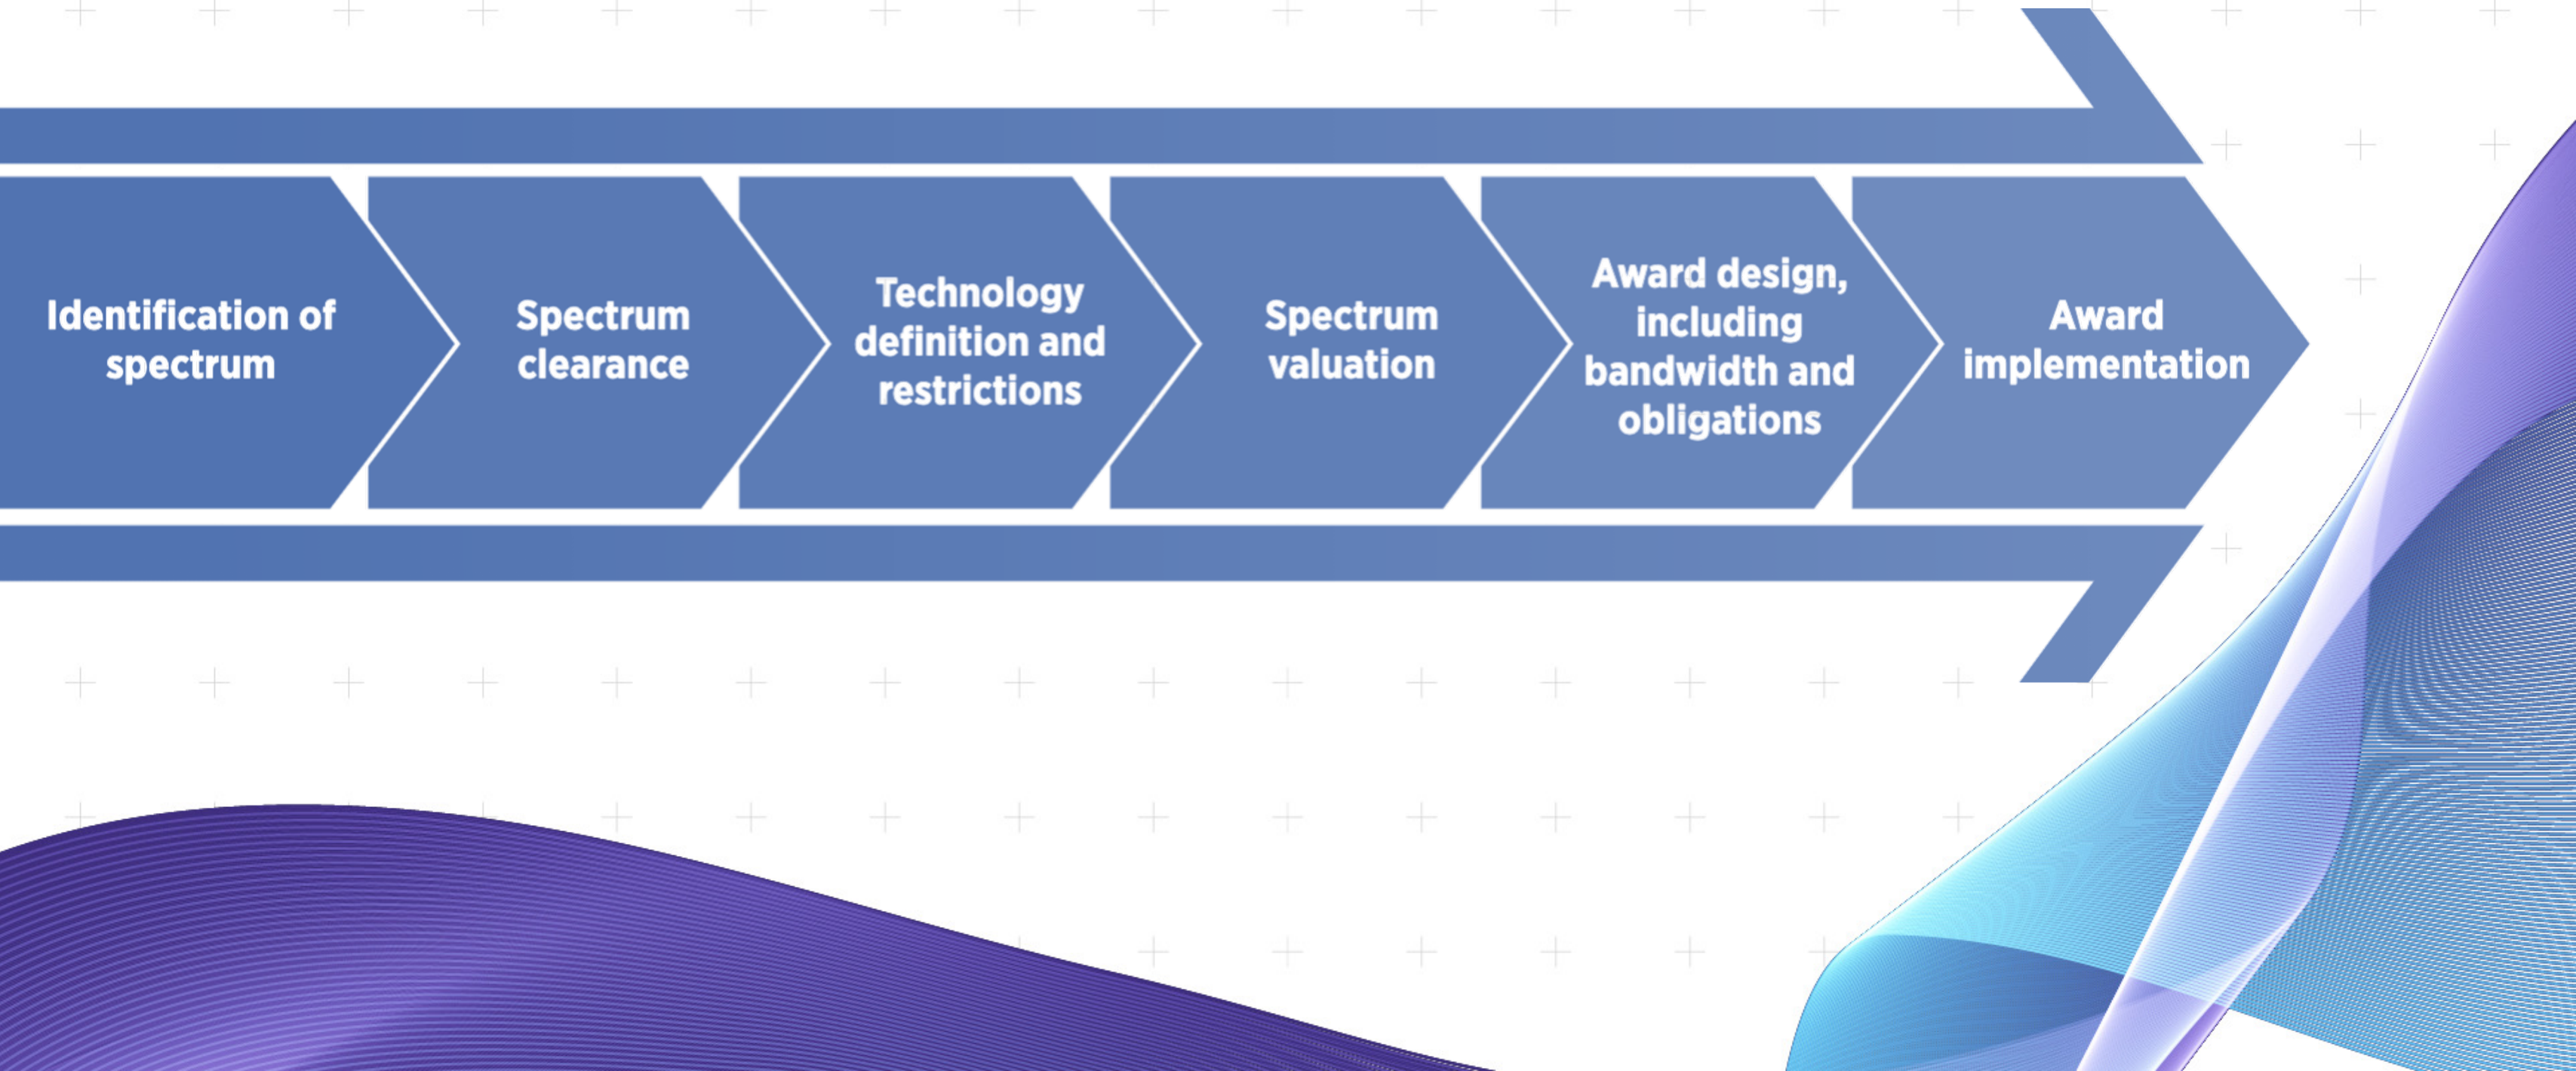 Identification of
spectrum
Spectrum
clearance
Technology
definition and
restrictions
Spectrum
valuation
Award design,
including
bandwidth and
obligations
Award
implementation